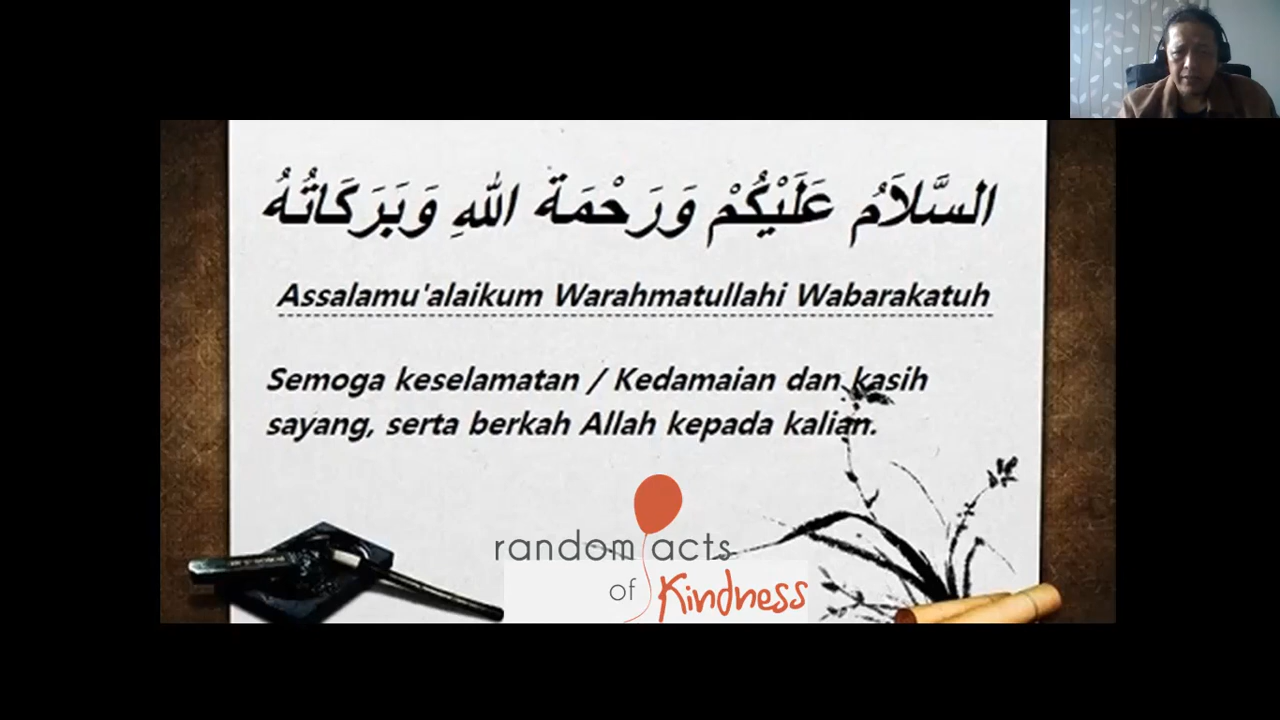 السَّلاَمُ عَلَيْكُمْ وَرَحْمَةُ اللهِ وَبَرَكَاتُهُ
Assalamu'alaikum Warahmatullahi Wabarakatuh
Semoga keselamatan / Kedamaian dan kasih
sayang, serta berkah Allah kepada kalian.
random acts
of Kindness